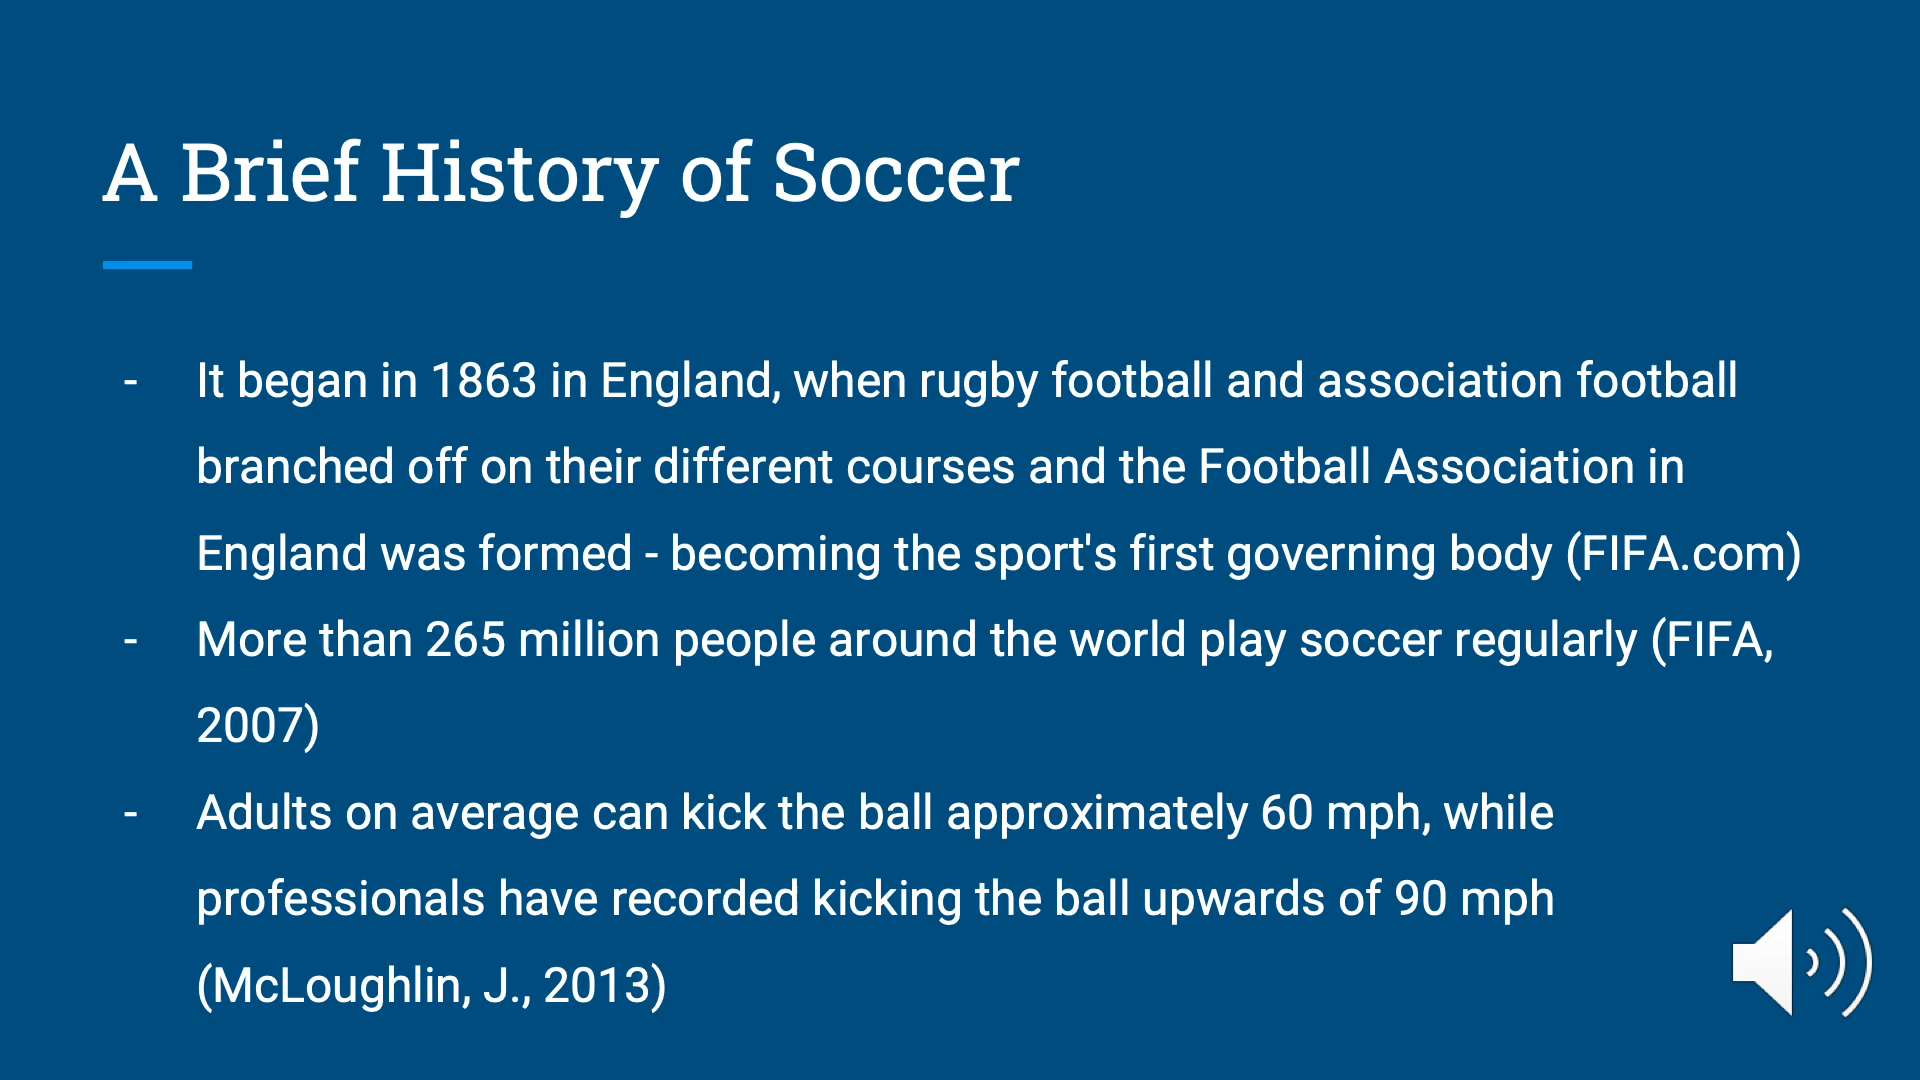 A Brief History of Soccer
- It began in 1863 in England, when rugby football and association football
branched off on their different courses and the Football Association in
England was formed - becoming the sport's first governing body (FIFA.com)
- More than 265 million people around the world play soccer regularly (FIFA,
2007)
- Adults on average can kick the ball approximately 60 mph, while
professionals have recorded kicking the ball upwards of 90 mph
(McLoughlin, J., 2013)